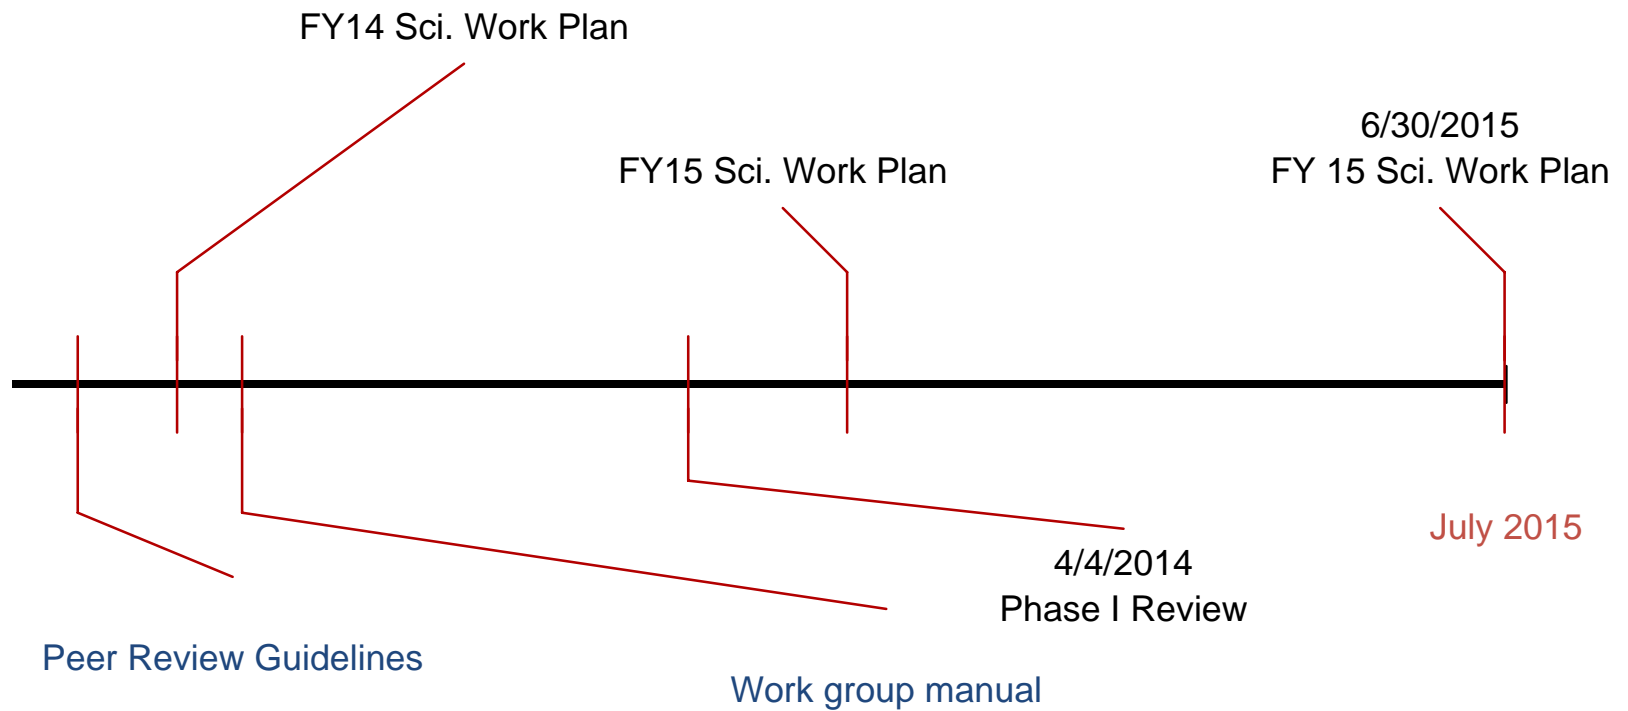 FY14 Sci. Work Plan
6/30/2015
FY15 Sci. Work Plan
FY 15 Sci. Work Plan
July 2015
4/4/2014
Phase I Review
Peer Review Guidelines
Work group manual